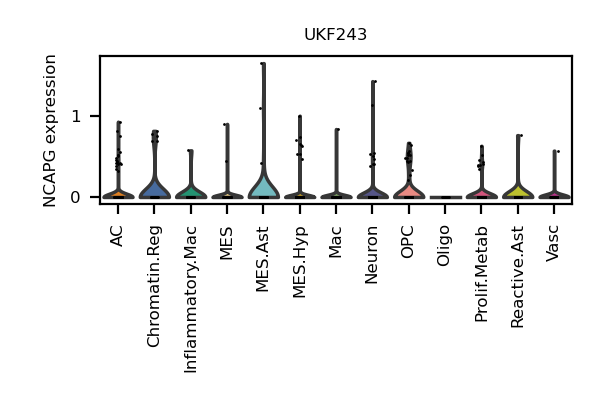 UKF243
NCAPG expression
1
0
AC
Chromatin.Reg
Inflammatory.Mac
MES
MES.Ast
MES.Hyp
Mac
Neuron
OPC
Oligo
Prolif.Metab
Reactive.Ast
Vasc